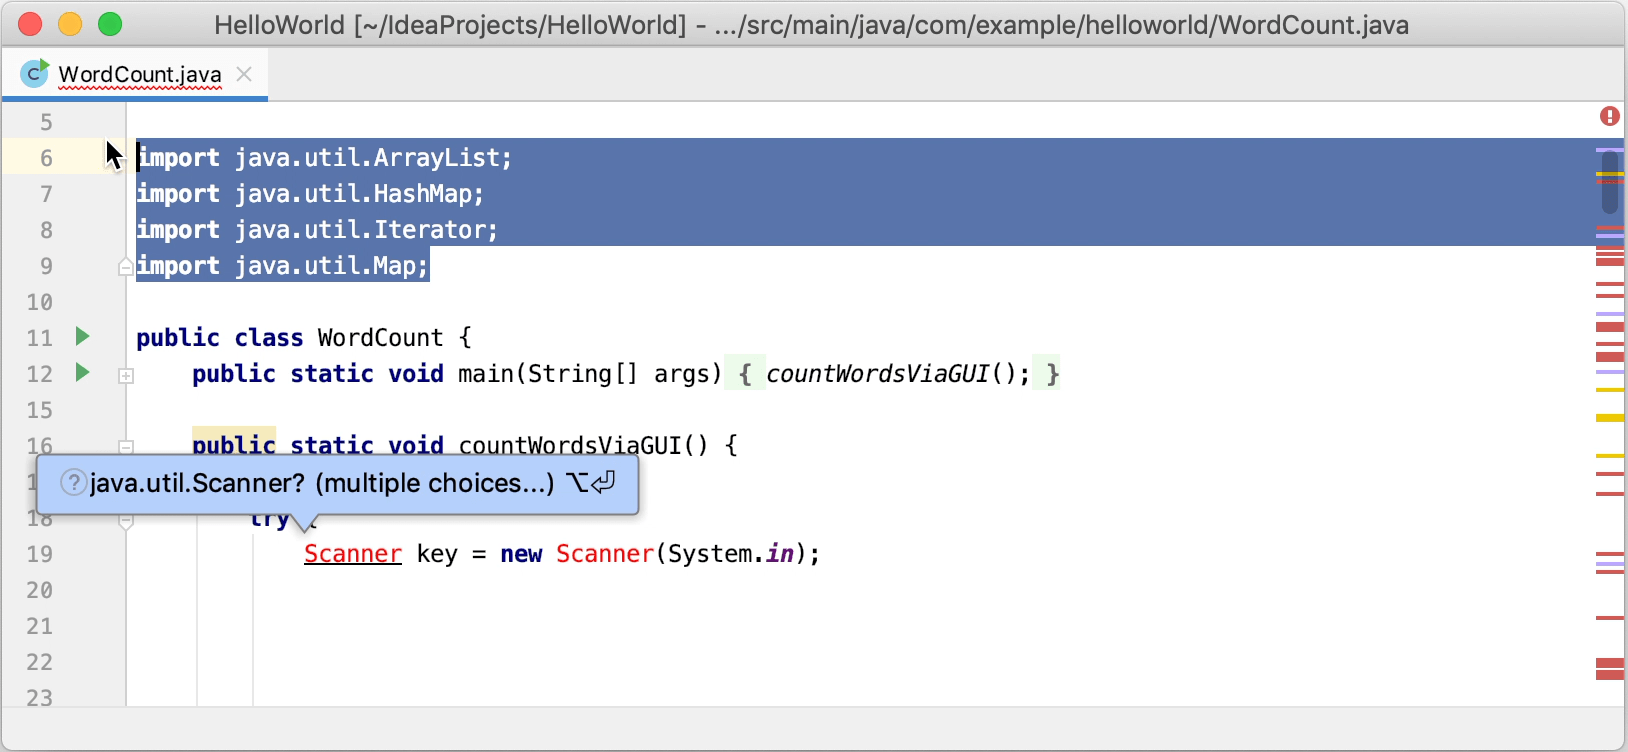 HelloWorld [~/IdeaProjects/HelloWorld] - .../src/main/java/com/example/helloworld/WordCount.java
C WordCount.java
5
6 import java.util.ArrayList;
7 import java.util.HashMap;
8 import java.util.Iterator;
9 import java.util.Map;
10
11 public class WordCount {
12 public static void main(String[] args) { countWordsViaGUI(); }
15
16 public static void countWordsViaGUI() {
? java.util.Scanner? (multiple choices...) ⌥⏎
18 try {
19 Scanner key = new Scanner(System.in);
20
21
22
23